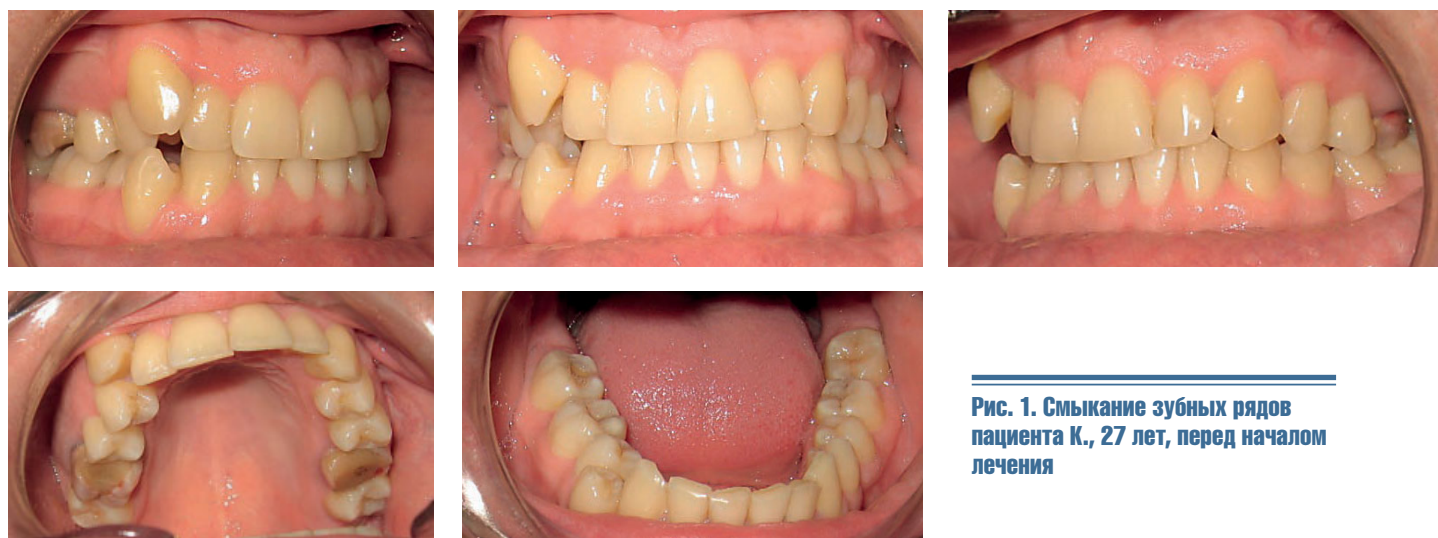 Рис. 1. Смыкание зубных рядов
пациента К., 27 лет, перед началом
лечения